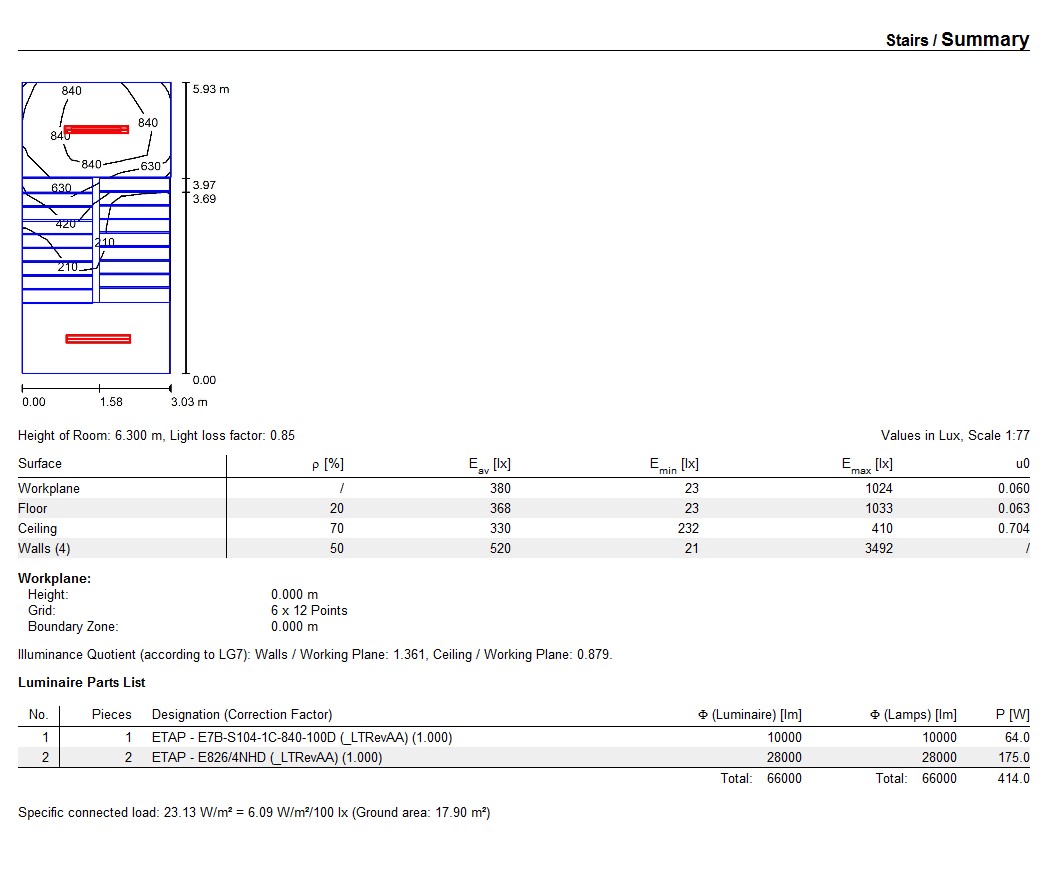 Stairs / Summary
840
5.93 m
840
840
840
630
630
3.97
3.69
420
210
210
0.00
0.00 1.58 3.03 m
Height of Room: 6.300 m, Light loss factor: 0.85 Values in Lux, Scale 1:77
Surface ρ [%] Eav [lx] Emin [lx] Emax [lx] u0
Workplane / 380 23 1024 0.060
Floor 20 368 23 1033 0.063
Ceiling 70 330 232 410 0.704
Walls (4) 50 520 21 3492 /
Workplane:
Height: 0.000 m
Grid: 6 x 12 Points
Boundary Zone: 0.000 m
Illuminance Quotient (according to LG7): Walls / Working Plane: 1.361, Ceiling / Working Plane: 0.879.
Luminaire Parts List
No. Pieces Designation (Correction Factor) Φ (Luminaire) [lm] Φ (Lamps) [lm] P [W]
1 1 ETAP - E7B-S104-1C-840-100D (_LTRevAA) (1.000) 10000 10000 64.0
2 2 ETAP - E826/4NHD (_LTRevAA) (1.000) 28000 28000 175.0
Total: 66000 Total: 66000 414.0
Specific connected load: 23.13 W/m² = 6.09 W/m²/100 lx (Ground area: 17.90 m²)